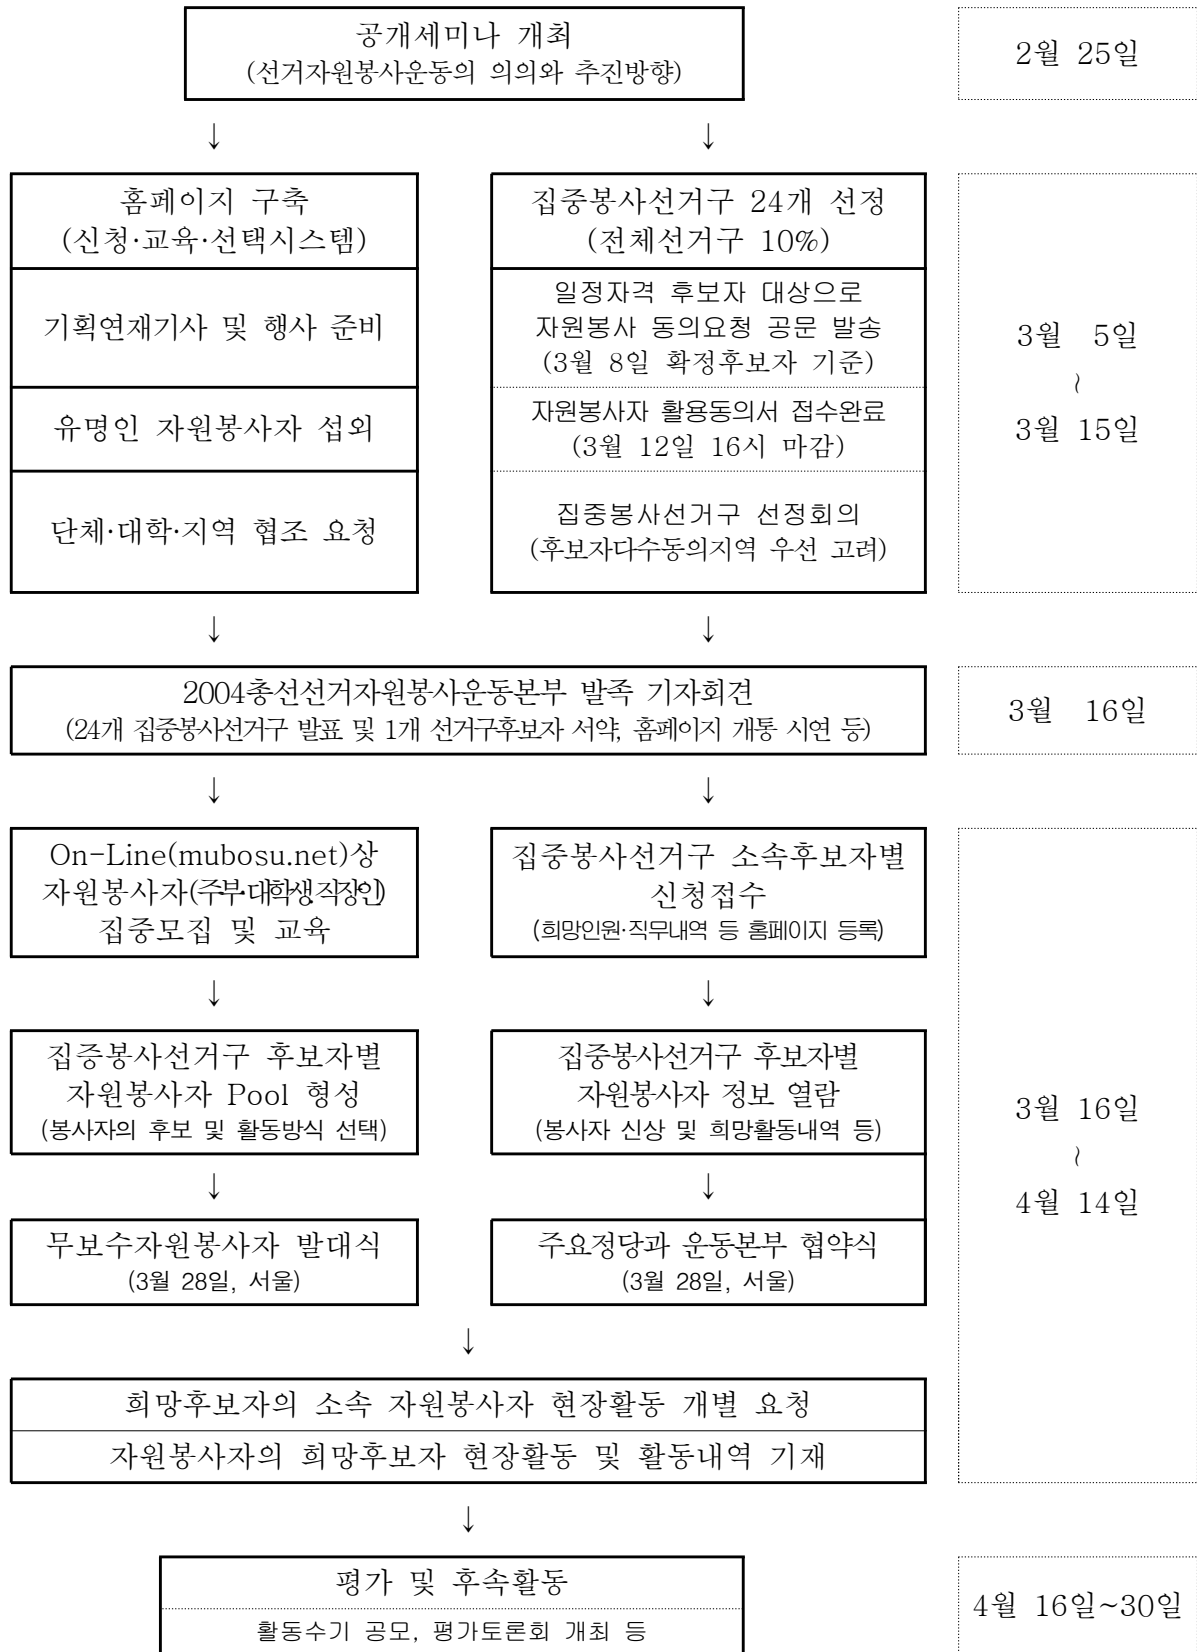 공개세미나 개최
(선거자원봉사운동의 의의와 추진방향)
2월 25일
↓ ↓
홈페이지 구축
(신청·교육·선택시스템)
기획연재기사 및 행사 준비
유명인 자원봉사자 섭외
단체·대학·지역 협조 요청
집중봉사선거구 24개 선정
(전체선거구 10%)
일정자격 후보자 대상으로
자원봉사 동의요청 공문 발송
(3월 8일 확정후보자 기준)
자원봉사자 활용동의서 접수완료
(3월 12일 16시 마감)
집중봉사선거구 선정회의
(후보자다수동의지역 우선 고려)
3월 5일
~
3월 15일
↓ ↓
2004총선선거자원봉사운동본부 발족 기자회견
(24개 집중봉사선거구 발표 및 1개 선거구후보자 서약, 홈페이지 개통 시연 등)
3월 16일
↓ ↓
On-Line(mubosu.net)상
자원봉사자(주부·대학생·직장인)
집중모집 및 교육
집중봉사선거구 소속후보자별
신청접수
(희망인원·직무내역 등 홈페이지 등록)
↓ ↓
집증봉사선거구 후보자별
자원봉사자 Pool 형성
(봉사자의 후보 및 활동방식 선택)
집중봉사선거구 후보자별
자원봉사자 정보 열람
(봉사자 신상 및 희망활동내역 등)
↓ ↓
무보수자원봉사자 발대식
(3월 28일, 서울)
주요정당과 운동본부 협약식
(3월 28일, 서울)
↓
희망후보자의 소속 자원봉사자 현장활동 개별 요청
자원봉사자의 희망후보자 현장활동 및 활동내역 기재
3월 16일
~
4월 14일
↓
평가 및 후속활동
활동수기 공모, 평가토론회 개최 등
4월 16일~30일